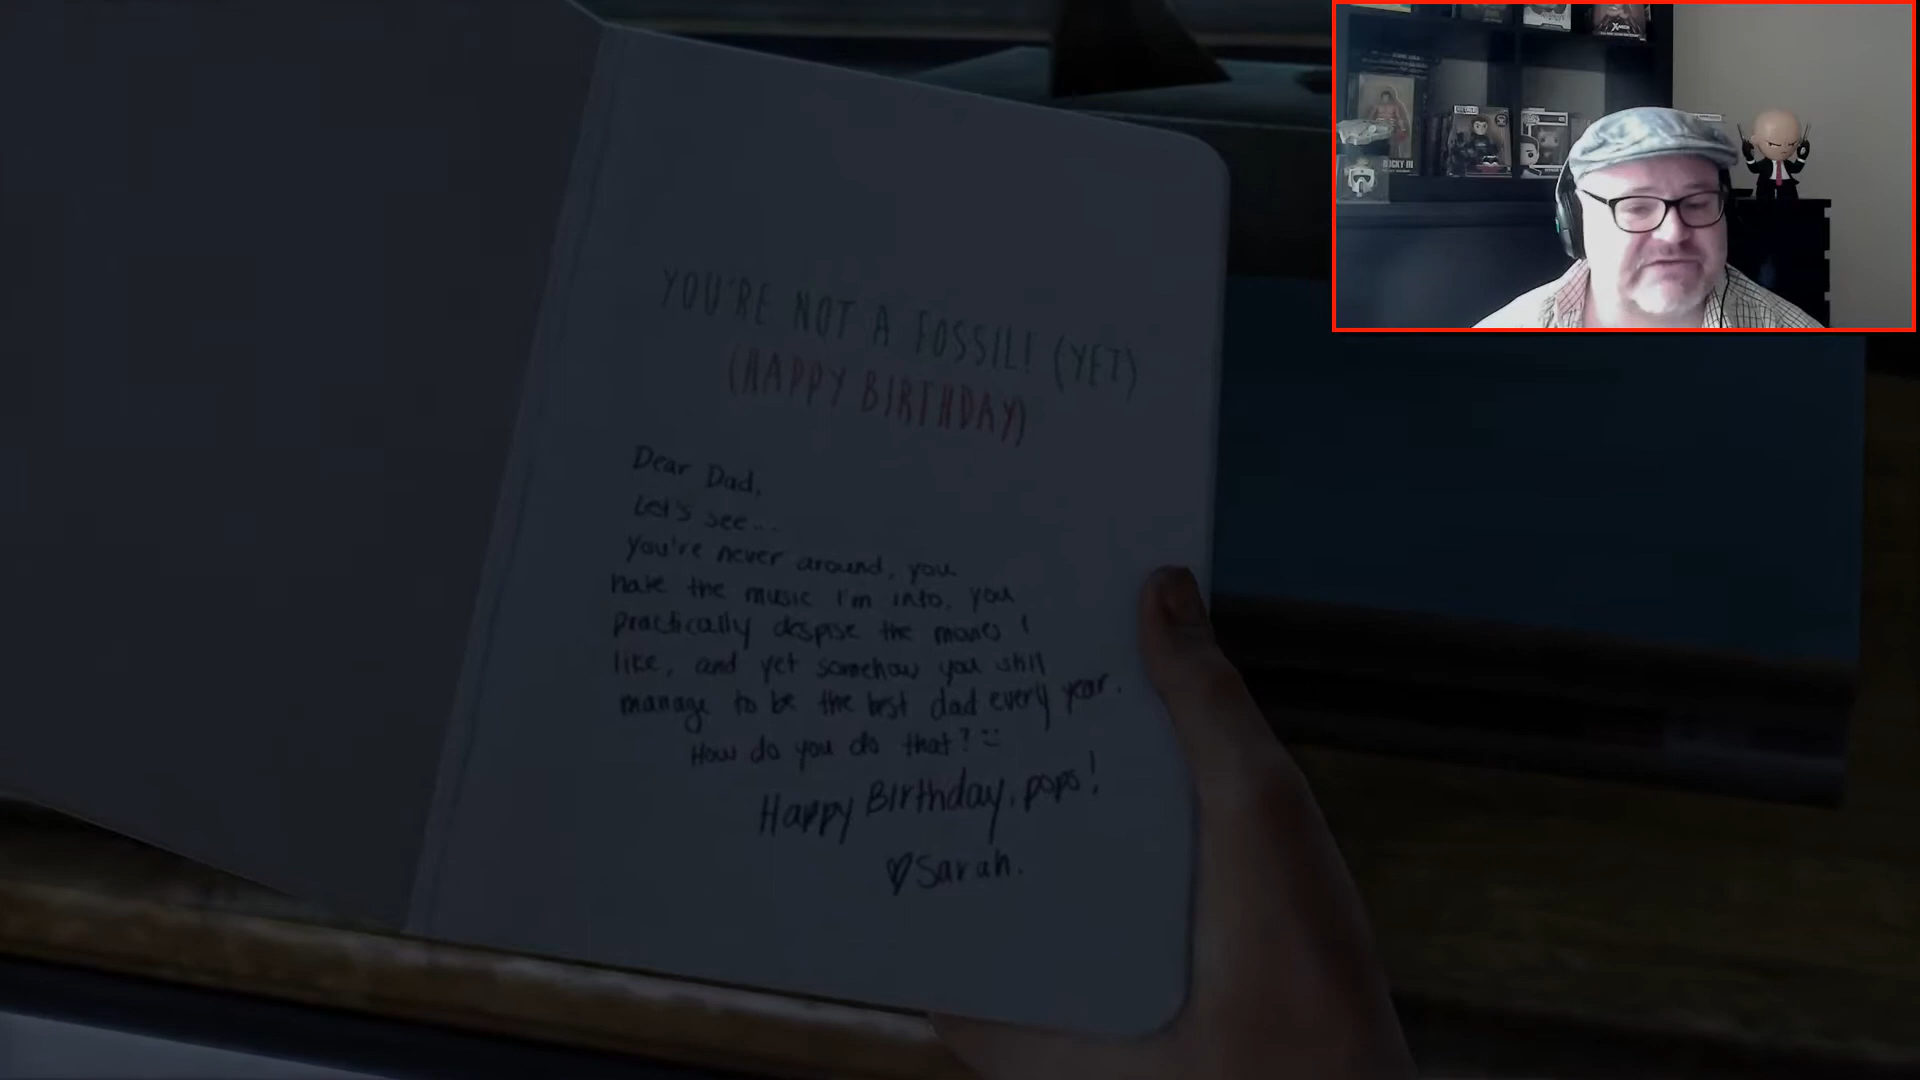 YOU'RE NOT A FOSSIL! (YET)
(HAPPY BIRTHDAY)
Dear Dad,
Let's see...
You're never around, you
hate the music I'm into, you
practically despise the movies I
like, and yet somehow you still
manage to be the best dad every year.
How do you do that?
Happy Birthday, pops!
Sarah.
ROCKY III